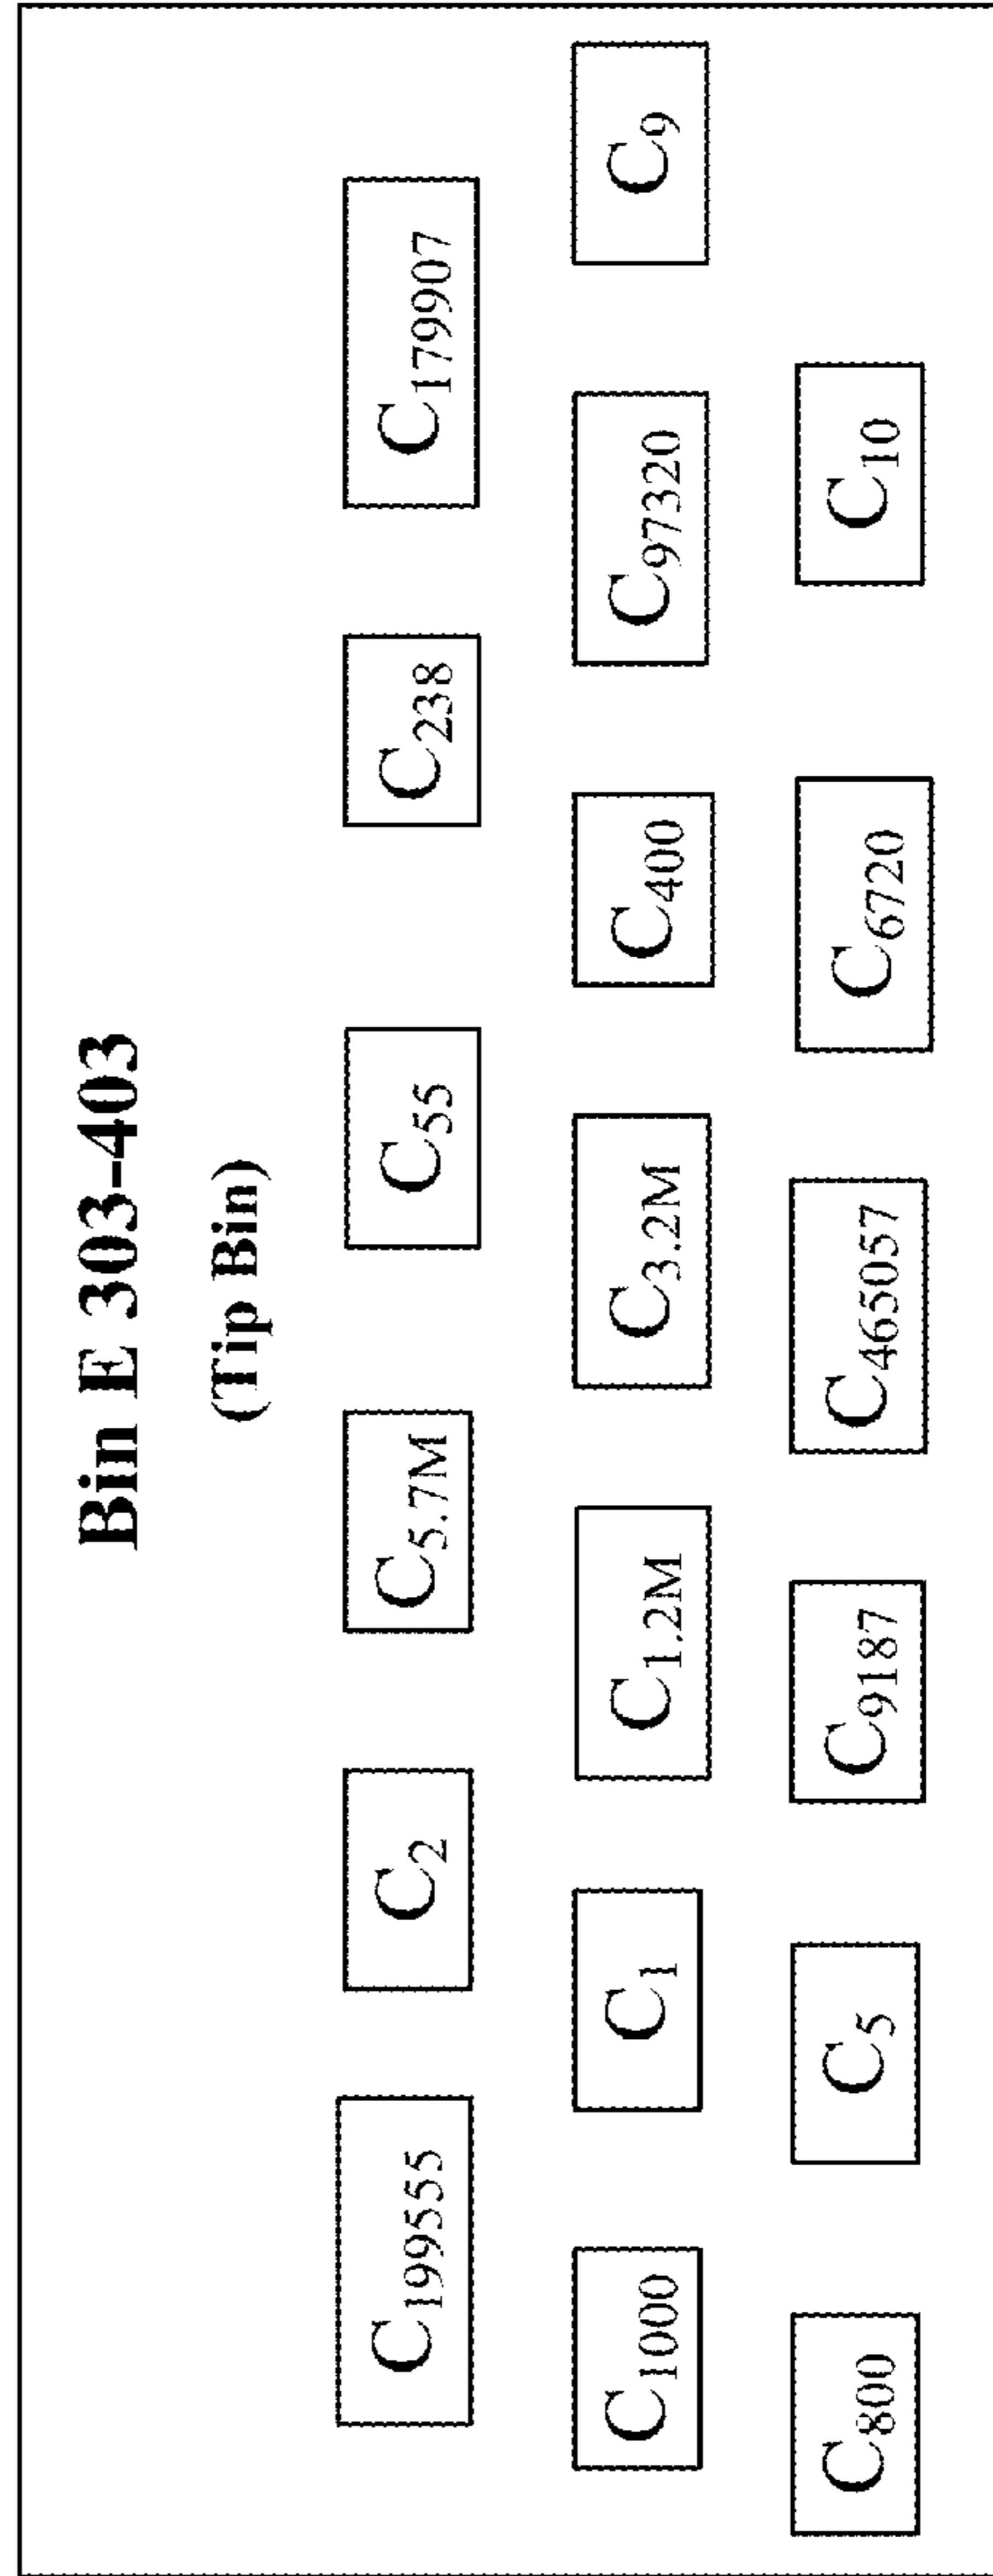 Bin E 303-403
(Tip Bin)
C199555 C2 C5.7M C55 C238 C179907
C1000 C1 C1.2M C3.2M C400 C97320 C9
C800 C5 C9187 C465057 C6720 C10